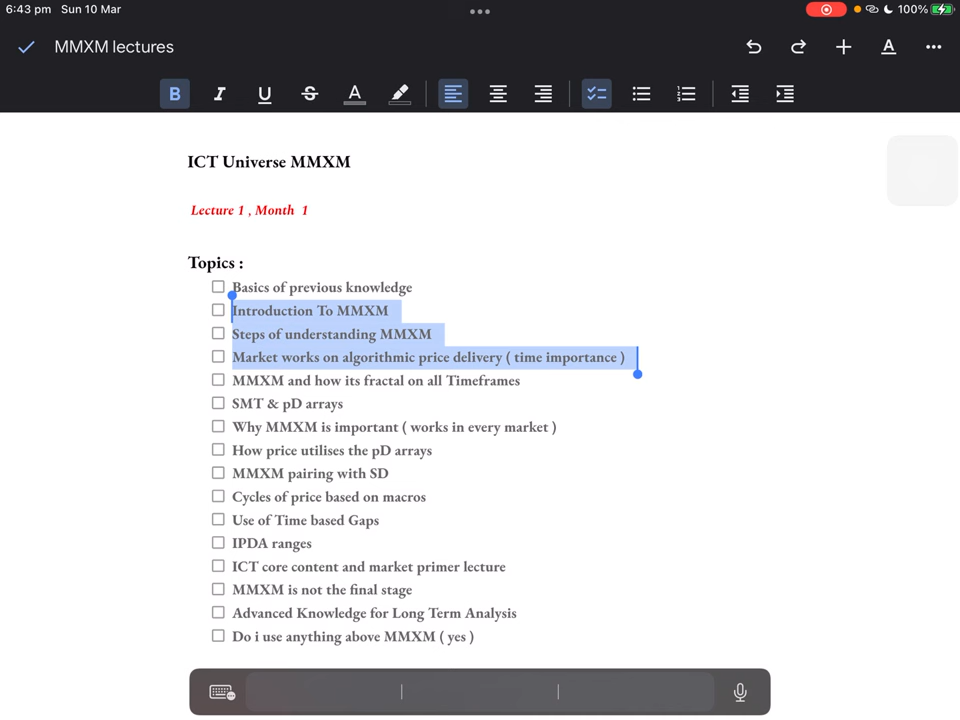 6:43 pm Sun 10 Mar
100%
MMXM lectures
ICT Universe MMXM
Lecture 1 , Month 1
Topics :
Basics of previous knowledge
Introduction To MMXM
Steps of understanding MMXM
Market works on algorithmic price delivery ( time importance )
MMXM and how its fractal on all Timeframes
SMT & pD arrays
Why MMXM is important ( works in every market )
How price utilises the pD arrays
MMXM pairing with SD
Cycles of price based on macros
Use of Time based Gaps
IPDA ranges
ICT core content and market primer lecture
MMXM is not the final stage
Advanced Knowledge for Long Term Analysis
Do i use anything above MMXM ( yes )